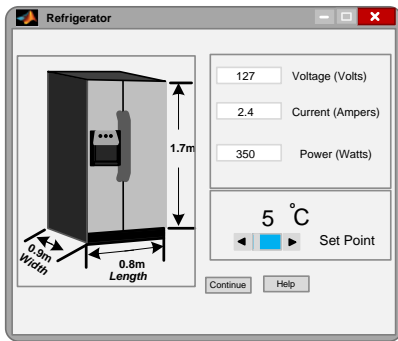 Refrigerator
1.7m
0.9m
Width
0.8m
Length
127 Voltage (Volts)
2.4 Current (Ampers)
350 Power (Watts)
5 °C
Set Point
Continue Help